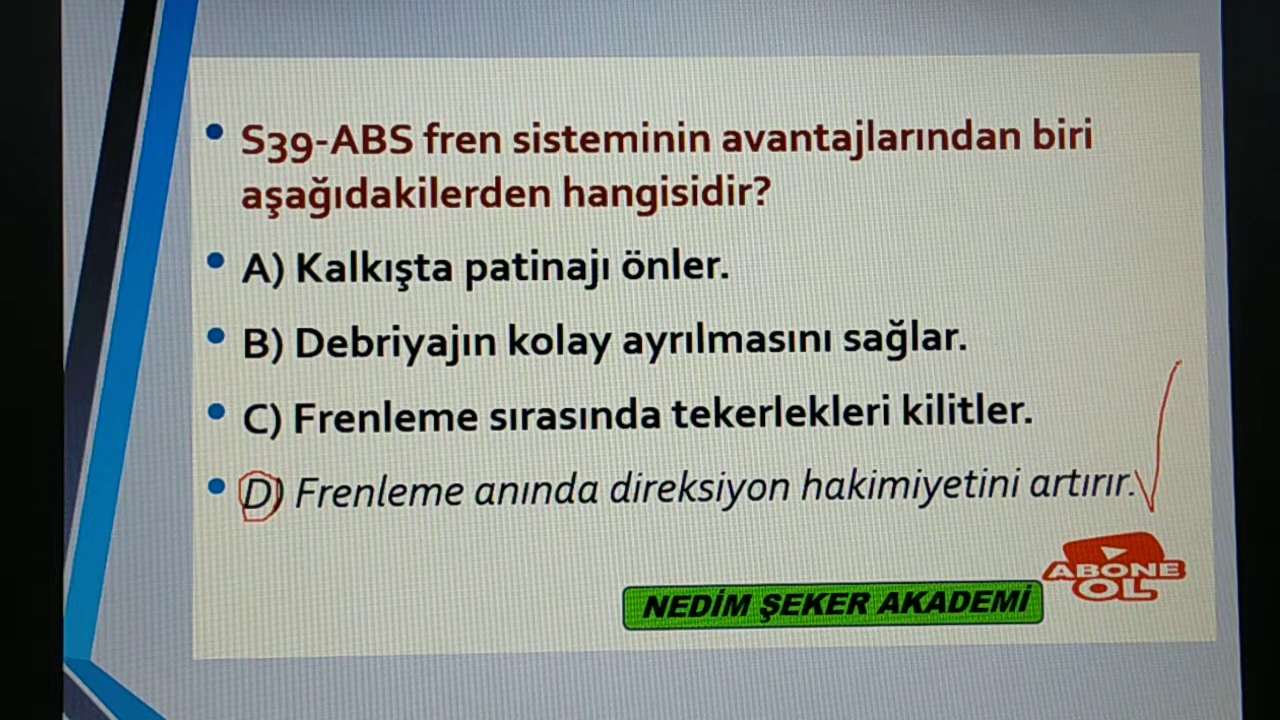 • S39-ABS fren sisteminin avantajlarından biri
aşağıdakilerden hangisidir?
• A) Kalkışta patinajı önler.
• B) Debriyajın kolay ayrılmasını sağlar.
• C) Frenleme sırasında tekerlekleri kilitler.
• D) Frenleme anında direksiyon hakimiyetini artırır.
ABONE
OL
NEDİM ŞEKER AKADEMİ